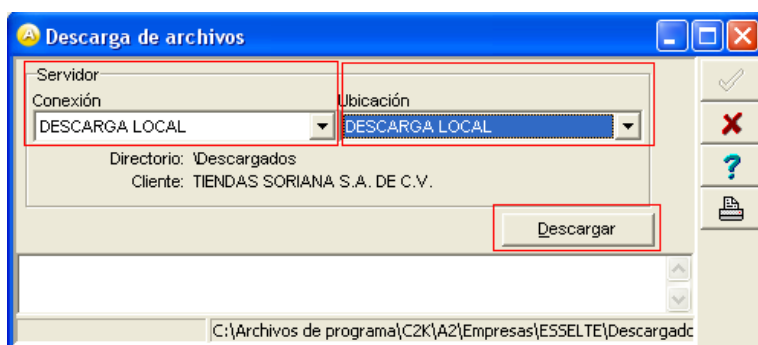 Descarga de archivos
Servidor
Conexión
Ubicación
DESCARGA LOCAL
DESCARGA LOCAL
Directorio: \Descargados
Cliente: TIENDAS SORIANA S.A. DE C.V.
Descargar
C:\Archivos de programa\C2K\A2\Empresas\ESSELTE\Descargadc